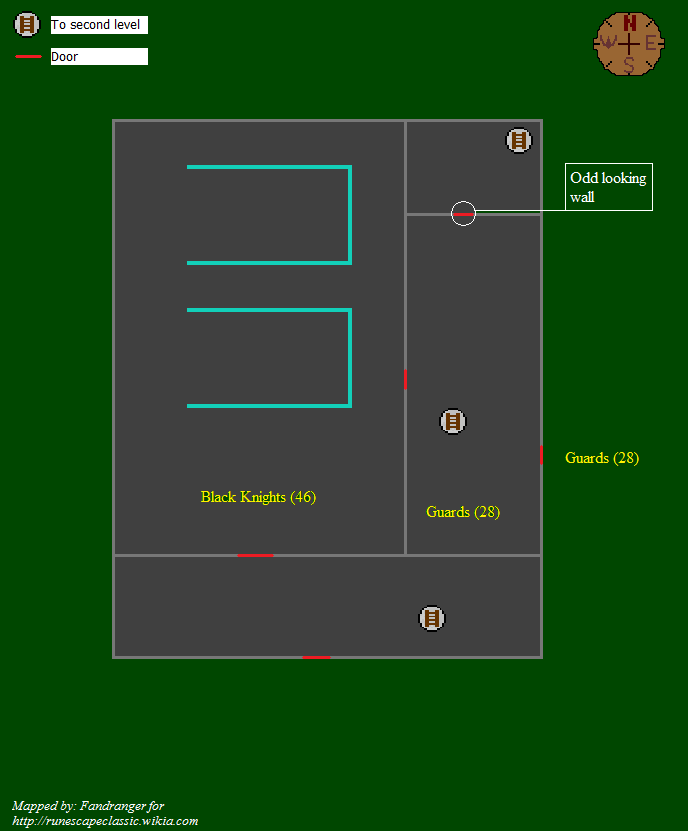 To second level
Door
N
W E
S
Odd looking
wall
Guards (28)
Black Knights (46)
Guards (28)
Mapped by: Fandranger for
http://runescapeclassic.wikia.com